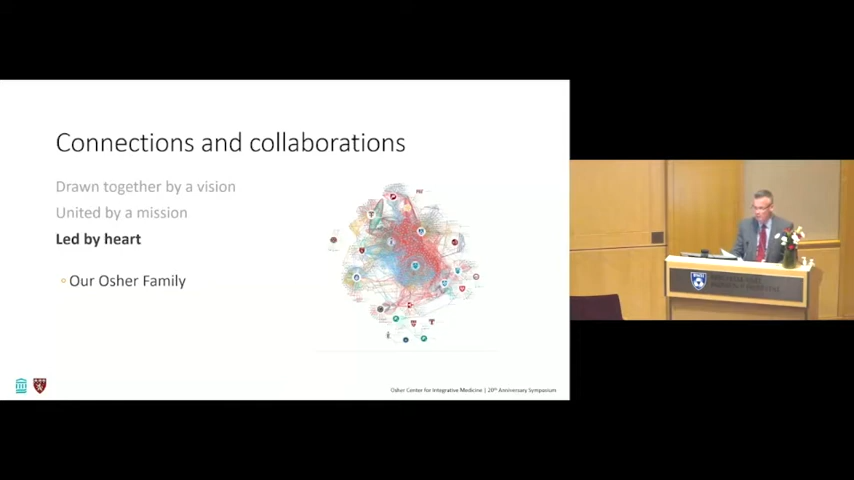 Connections and collaborations
Drawn together by a vision
United by a mission
Led by heart
Our Osher Family
Osher Center for Integrative Medicine | 20th Anniversary Symposium